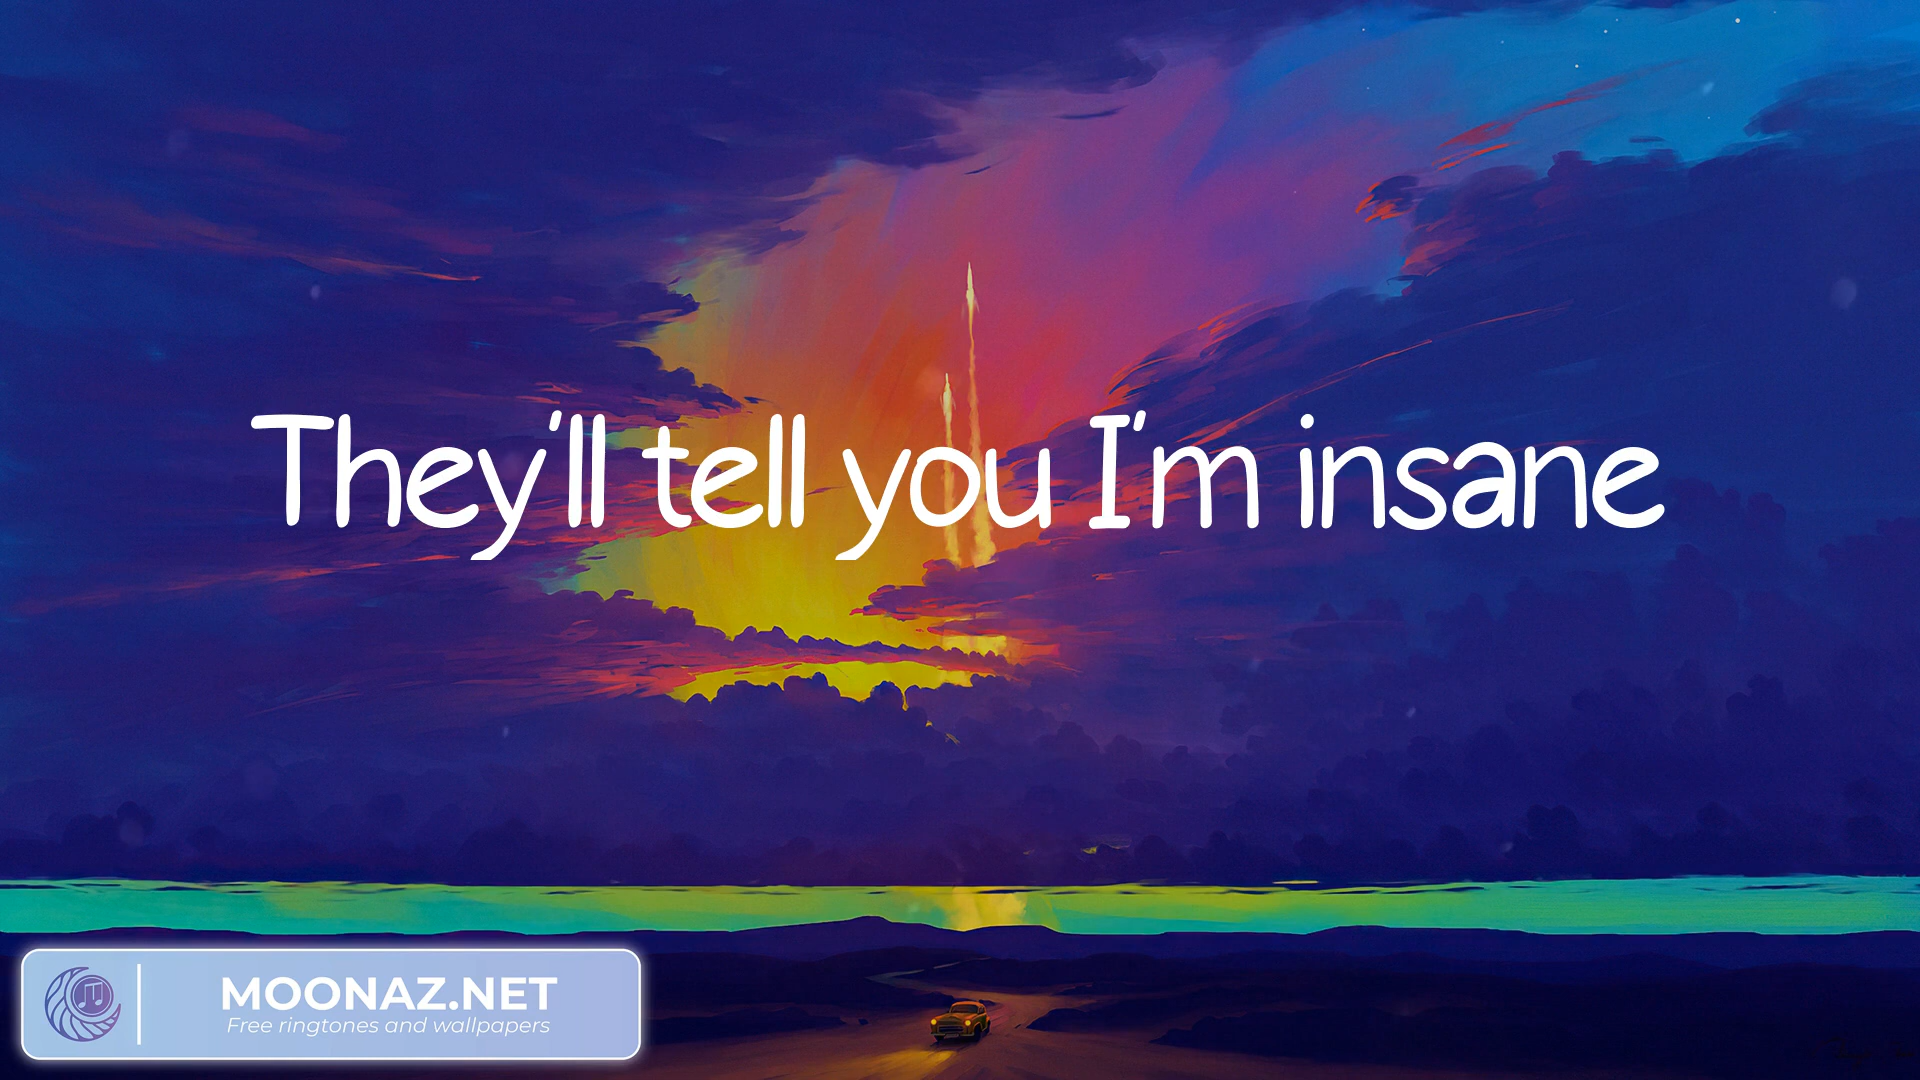 They'll tell you I'm insane
MOONAZ.NET
Free ringtones and wallpapers